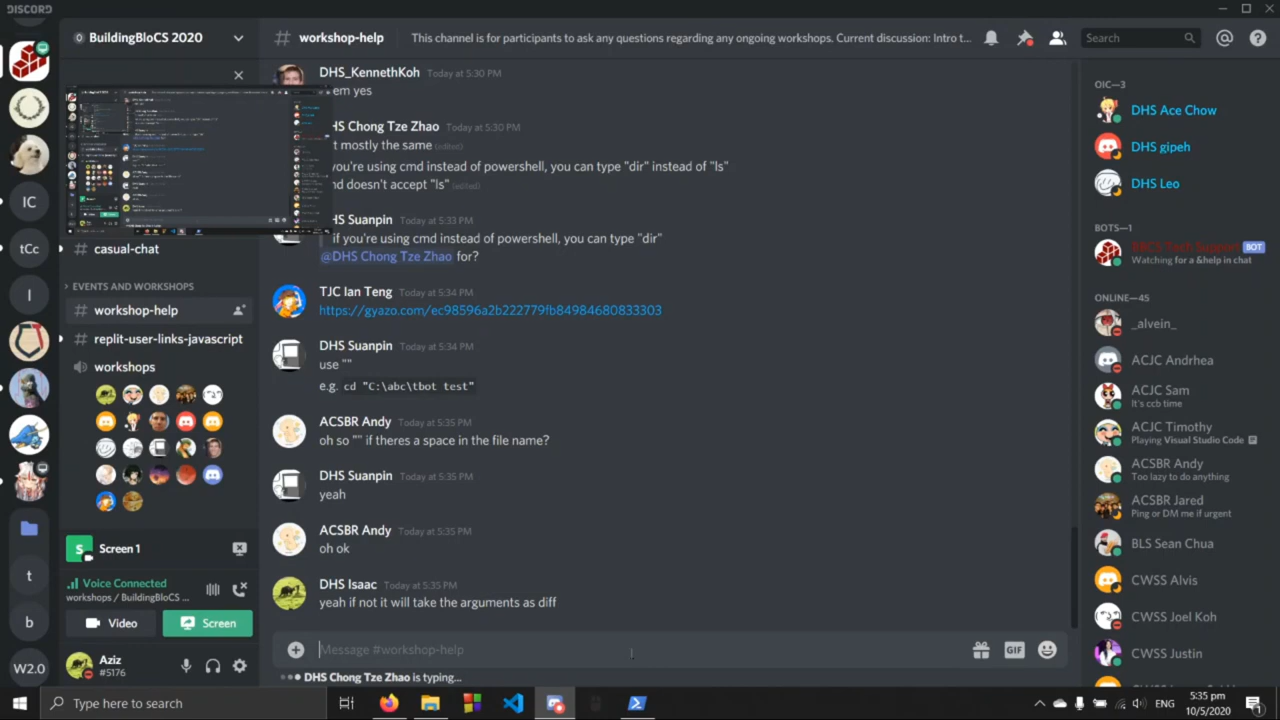 DISCORD
BuildingBloCS 2020
# workshop-help
This channel is for participants to ask any questions regarding any ongoing workshops. Current discussion: Intro t...
Search
IC
tCc
I
t
b
W2.0
# casual-chat
EVENTS AND WORKSHOPS
# workshop-help
# replit-user-links-javascript
workshops
S
Screen 1
Voice Connected
workshops / BuildingBloCS ...
Video
Screen
Aziz
#5176
DHS_KennethKoh Today at 5:30 PM
em yes
HS Chong Tze Zhao Today at 5:30 PM
t mostly the same (edited)
you're using cmd instead of powershell, you can type "dir" instead of "ls"
nd doesn't accept "ls" (edited)
HS Suanpin Today at 5:33 PM
if you're using cmd instead of powershell, you can type "dir"
@DHS Chong Tze Zhao for?
TJC Ian Teng Today at 5:34 PM
https://gyazo.com/ec98596a2b222779fb84984680833303
DHS Suanpin Today at 5:34 PM
use ""
e.g. cd "C:\abc\tbot test"
ACSBR Andy Today at 5:35 PM
oh so "" if theres a space in the file name?
DHS Suanpin Today at 5:35 PM
yeah
ACSBR Andy Today at 5:35 PM
oh ok
DHS Isaac Today at 5:35 PM
yeah if not it will take the arguments as diff
Message #workshop-help
GIF
DHS Chong Tze Zhao is typing...
OIC—3
DHS Ace Chow
DHS gipeh
DHS Leo
BOTS—1
BBCS Tech Support BOT
Watching for a &help in chat
ONLINE—45
_alvein_
ACJC Andrhea
ACJC Sam
It's ccb time
ACJC Timothy
Playing Visual Studio Code
ACSBR Andy
Too lazy to do anything
ACSBR Jared
Ping or DM me if urgent
BLS Sean Chua
CWSS Alvis
CWSS Joel Koh
CWSS Justin
Type here to search
ENG
5:35 pm
10/5/2020
1